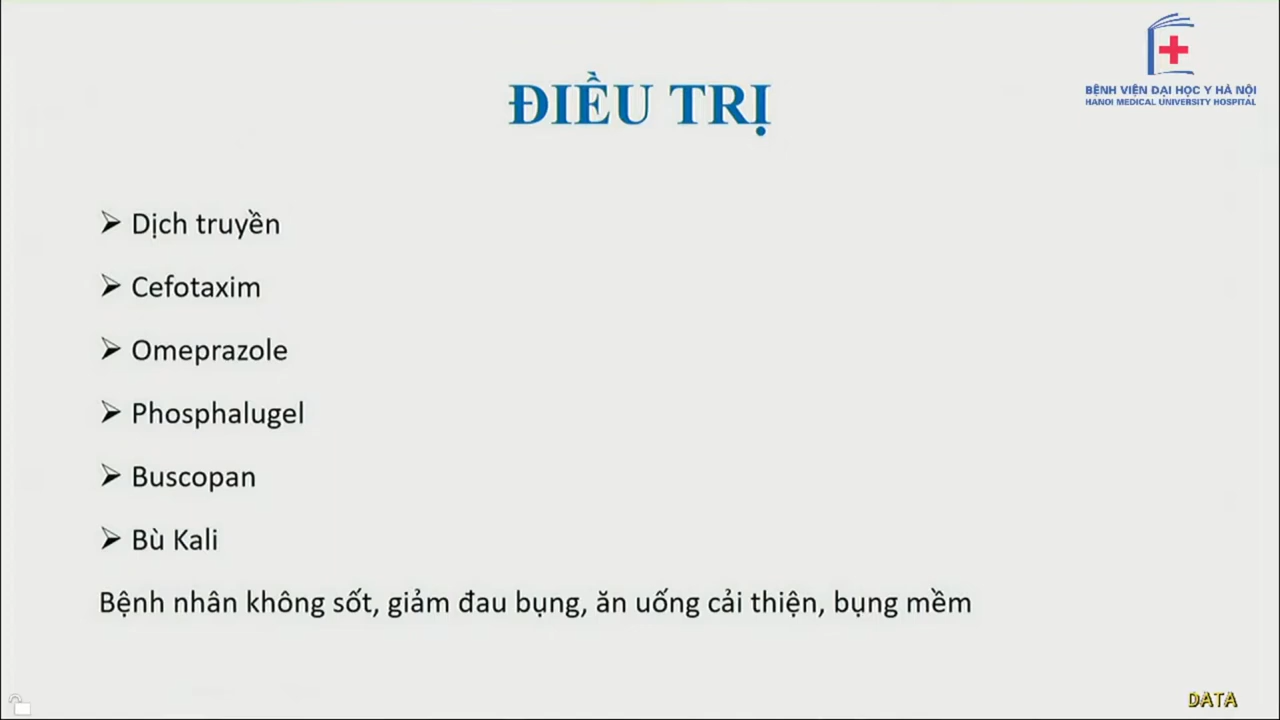 BỆNH VIỆN ĐẠI HỌC Y HÀ NỘI
HANOI MEDICAL UNIVERSITY HOSPITAL
ĐIỀU TRỊ
Dịch truyền
Cefotaxim
Omeprazole
Phosphalugel
Buscopan
Bù Kali
Bệnh nhân không sốt, giảm đau bụng, ăn uống cải thiện, bụng mềm
DATA